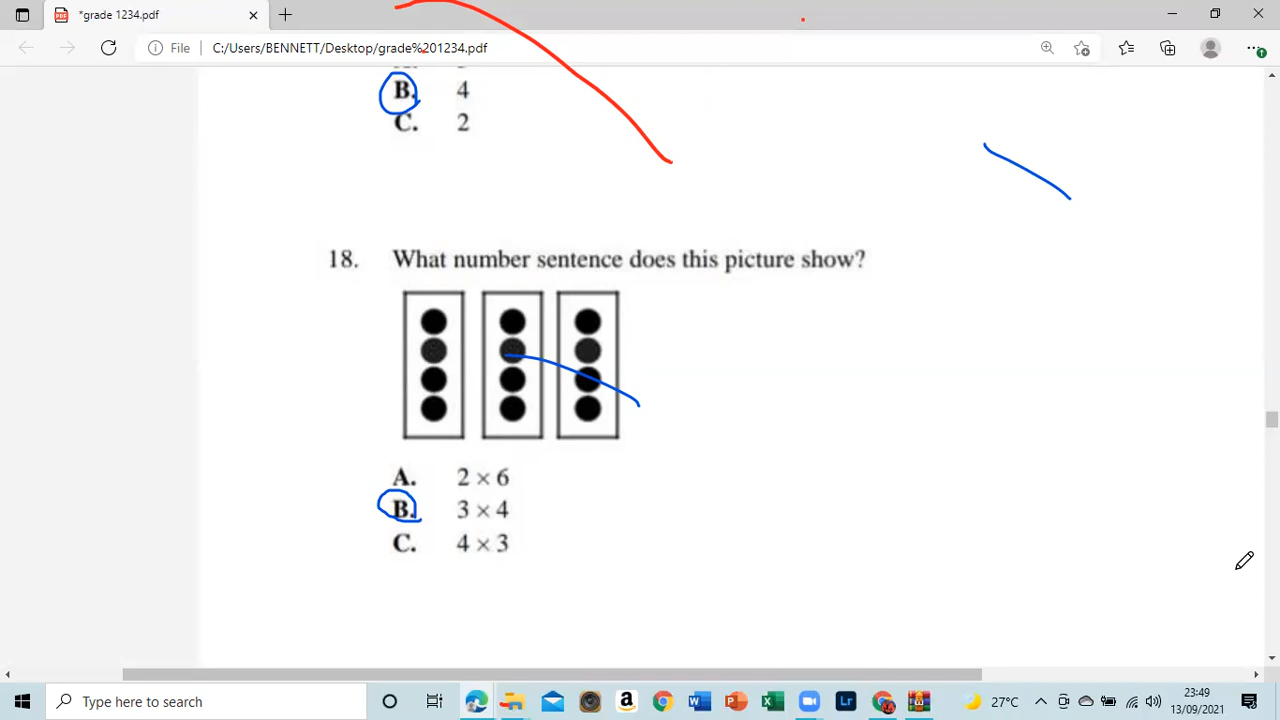 *grade 1234.pdf
File
C:/Users/BENNETT/Desktop/grade%201234.pdf
B. 4
C. 2
18. What number sentence does this picture show?
A. 2 × 6
B. 3 × 4
C. 4 × 3
Type here to search
27°C
23:49
13/09/2021